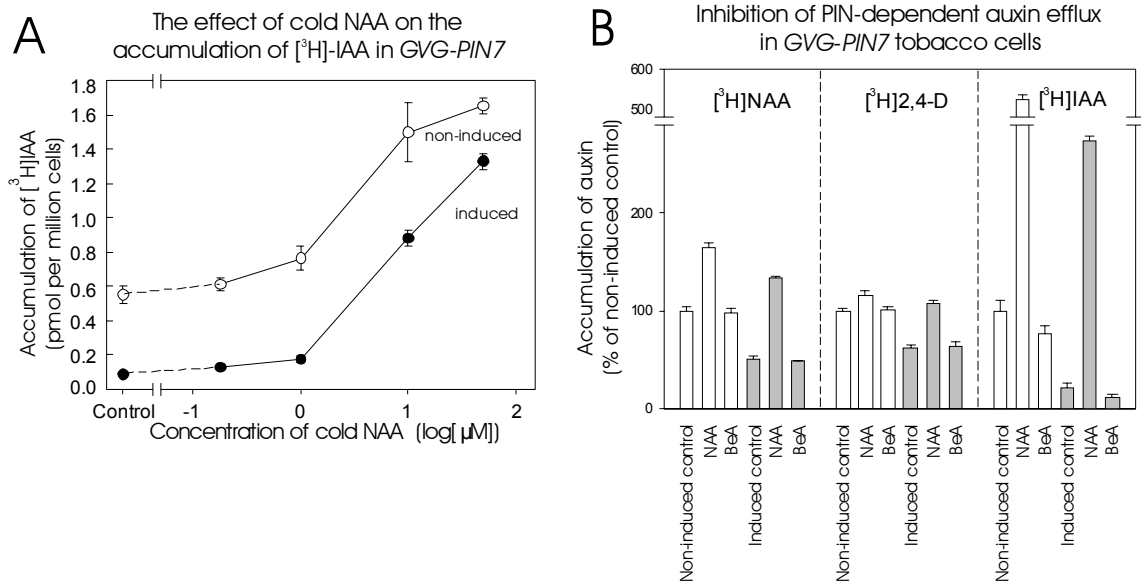 A
The effect of cold NAA on the
accumulation of [³H]-IAA in GVG-PIN7
Accumulation of [³H]IAA
(pmol per million cells)
1.8
1.6
1.4
1.2
1.0
0.8
0.6
0.4
0.2
0.0
non-induced
induced
Control
-1
0
1
2
Concentration of cold NAA (log[ µM])
B
Inhibition of PIN-dependent auxin efflux
in GVG-PIN7 tobacco cells
Accumulation of auxin
(% of non-induced control)
600
500
200
100
0
[³H]NAA
[³H]2,4-D
[³H]IAA
Non-induced control
NAA
BeA
Induced control
NAA
BeA
Non-induced control
NAA
BeA
Induced control
NAA
BeA
Non-induced control
NAA
BeA
Induced control
NAA
BeA